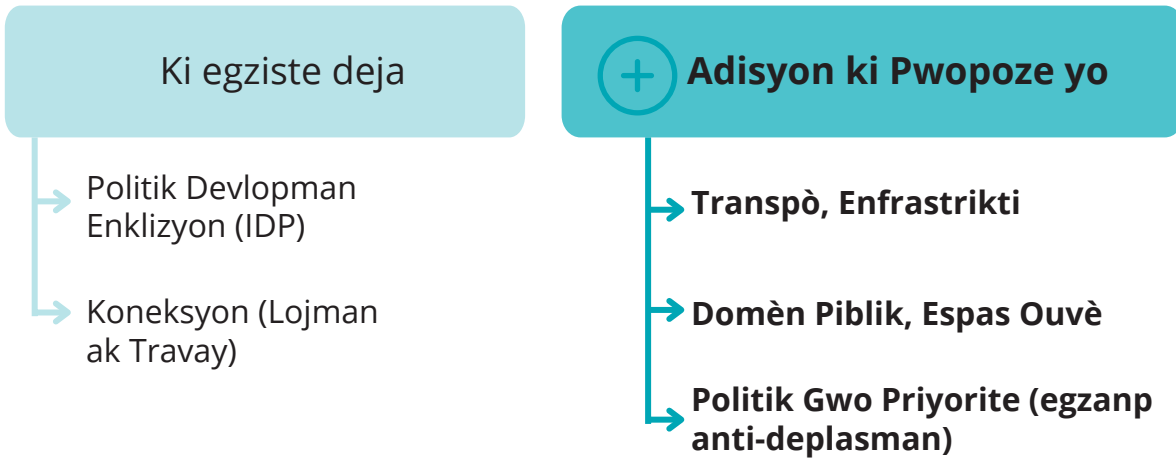 Ki egziste deja
Politik Devlopman
Enklizyon (IDP)
Koneksyon (Lojman
ak Travay)
Adisyon ki Pwopoze yo
Transpò, Enfrastrikti
Domèn Piblik, Espas Ouvè
Politik Gwo Priyorite (egzanp
anti-deplasman)